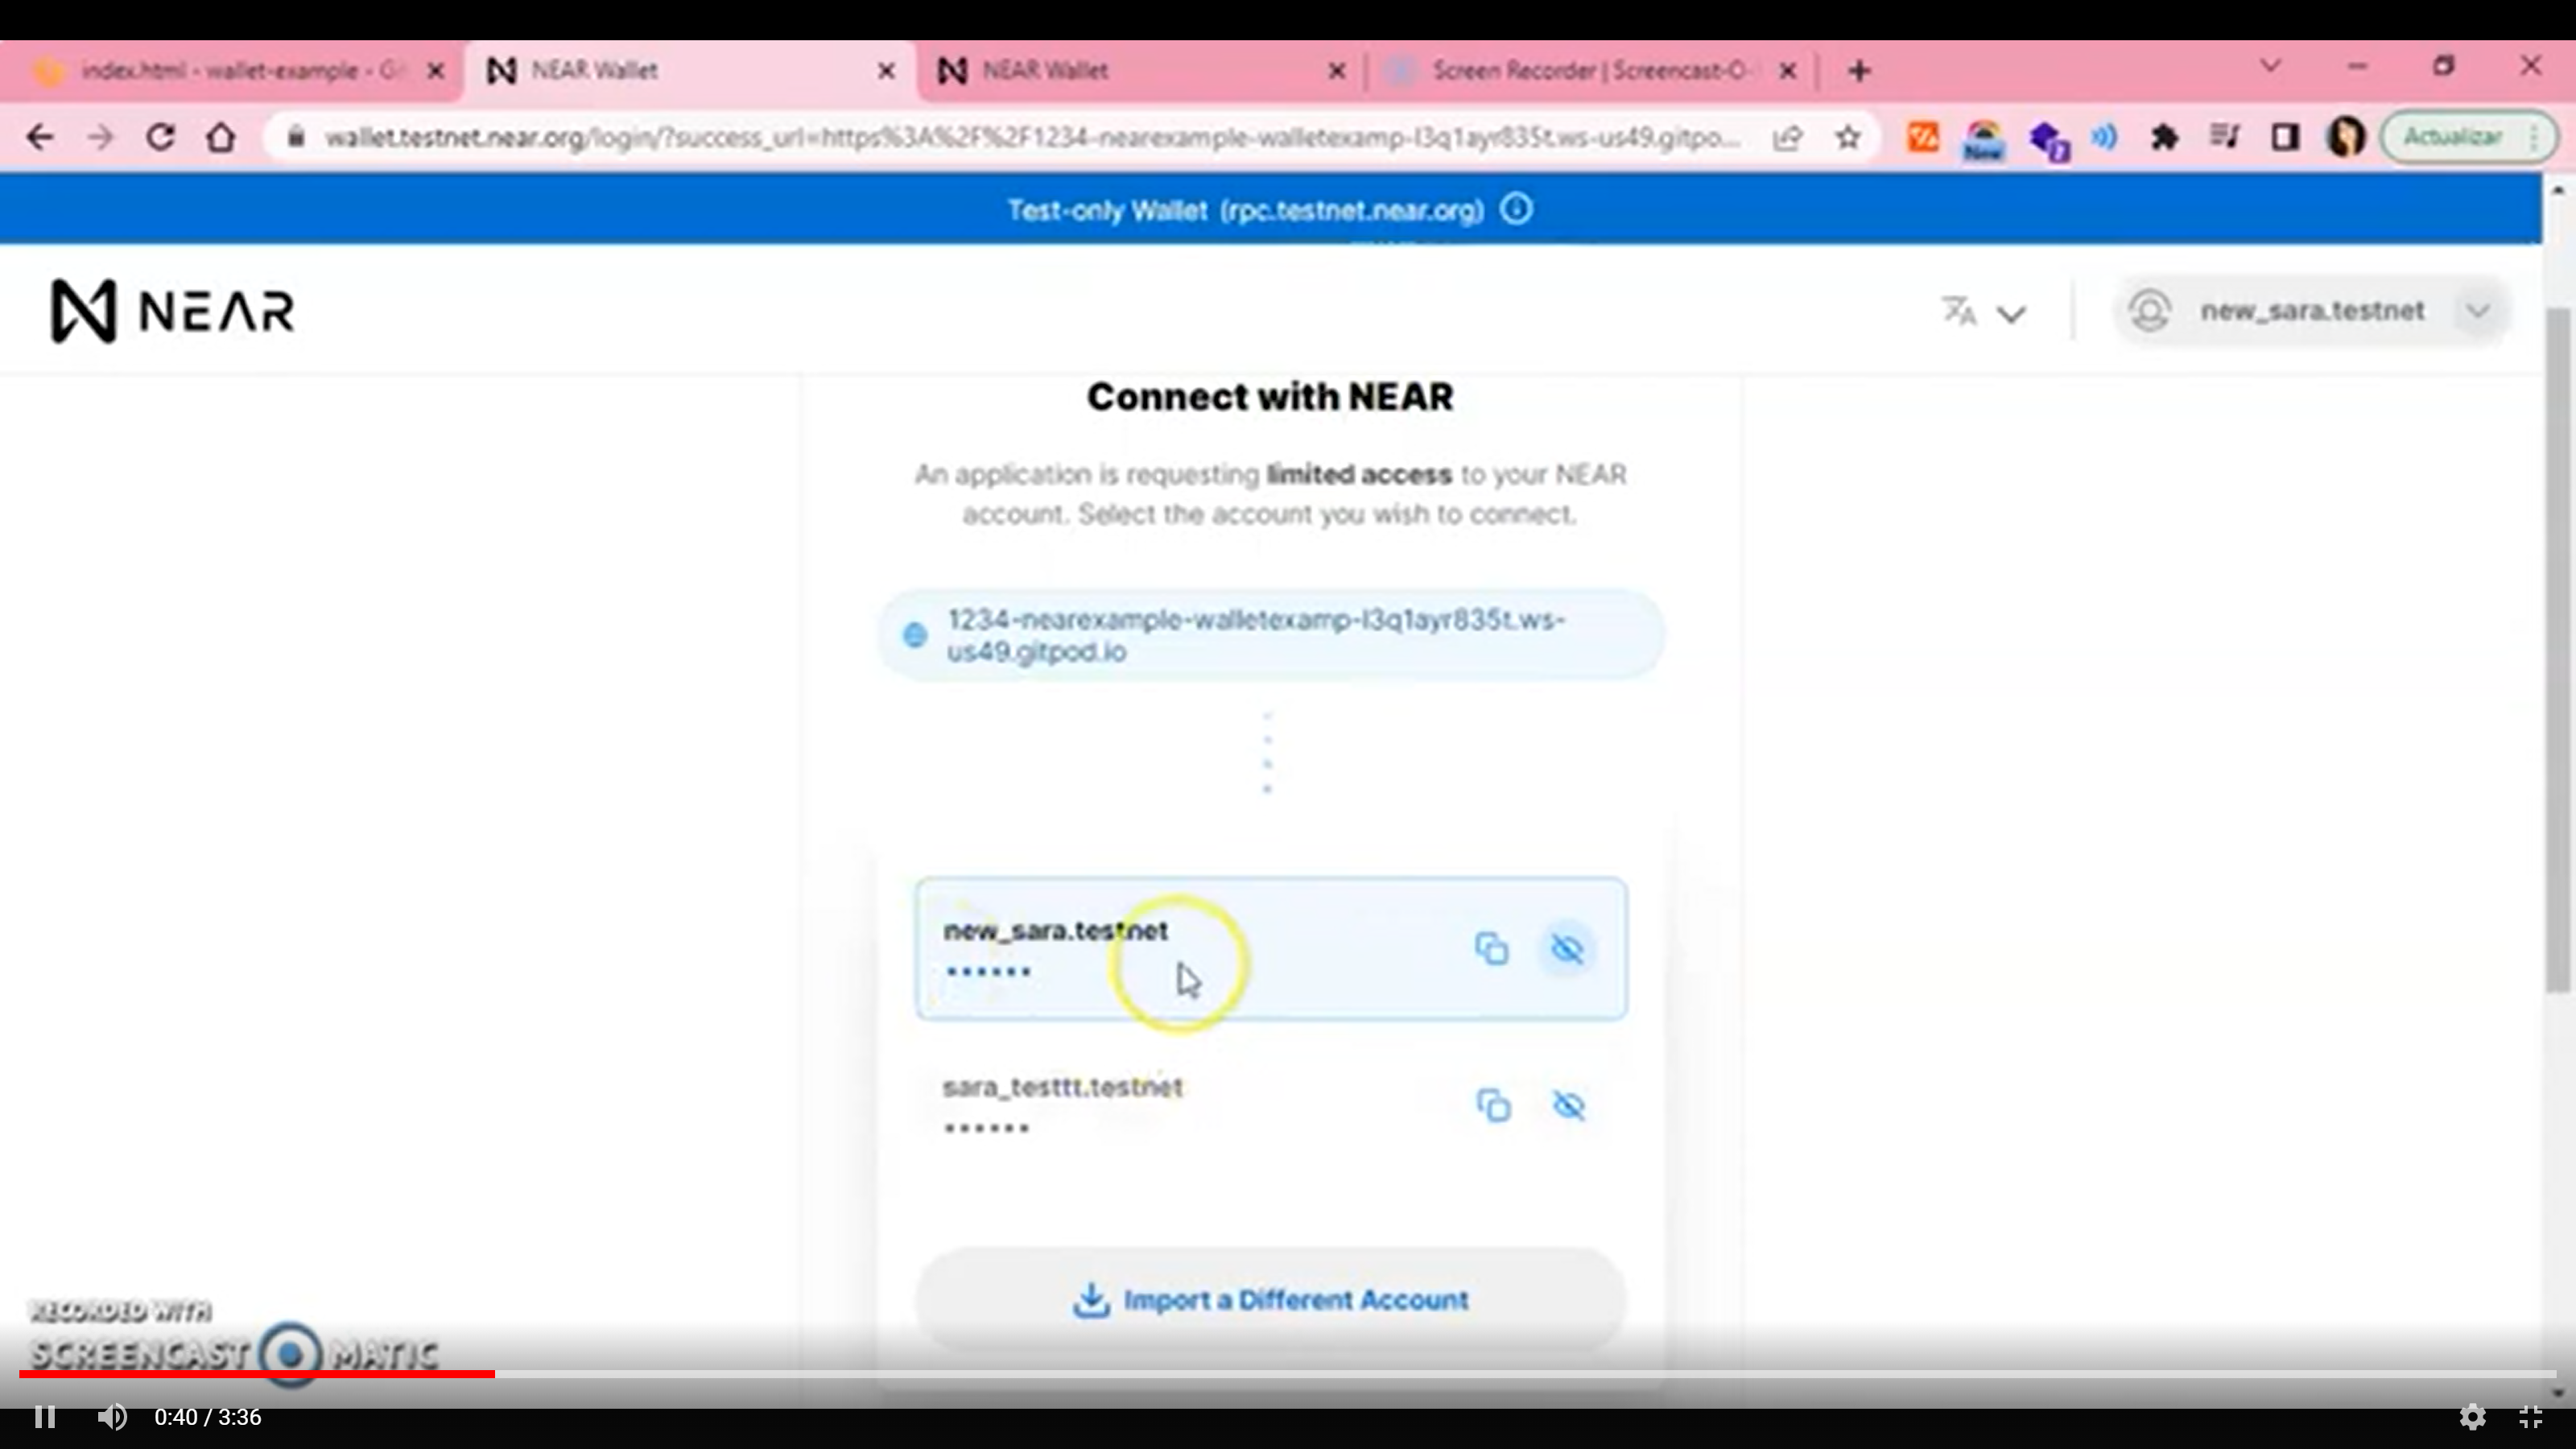 index.html - wallet-example - G
NEAR Wallet
NEAR Wallet
Screen Recorder | Screencast-O-
wallet.testnet.near.org/login/?success_url=https%3A%2F%2F1234-nearexample-walletexamp-l3q1ayr835t.ws-us49.gitpo...
New
7
Actualizar
Test-only Wallet (rpc.testnet.near.org)
NEAR
new_sara.testnet
Connect with NEAR
An application is requesting limited access to your NEAR
account. Select the account you wish to connect.
1234-nearexample-walletexamp-l3q1ayr835t.ws-
us49.gitpod.io
new_sara.testnet
••••••
sara_testtt.testnet
••••••
Import a Different Account
RECORDED WITH
SCREENCAST MATIC
0:40 / 3:36